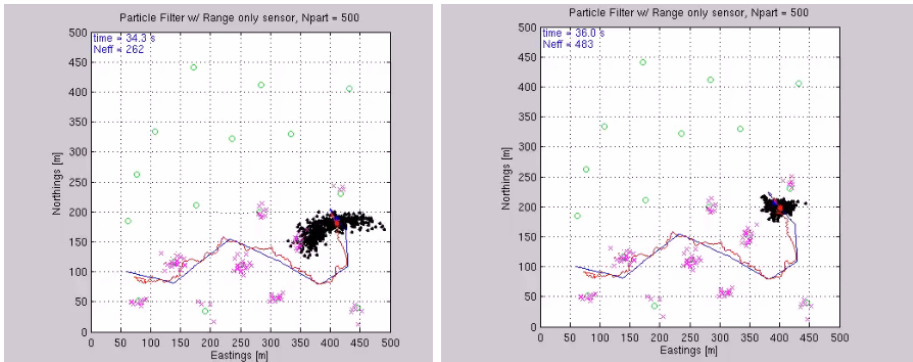 Particle Filter w/ Range only sensor, Npart = 500
time = 34.3 s
Neff = 262
500
450
400
350
300
250
200
150
100
50
0
Northings [m]
0 50 100 150 200 250 300 350 400 450 500
Eastings [m]
Particle Filter w/ Range only sensor, Npart = 500
time = 36.0 s
Neff = 483
500
450
400
350
300
250
200
150
100
50
0
Northings [m]
0 50 100 150 200 250 300 350 400 450 500
Eastings [m]